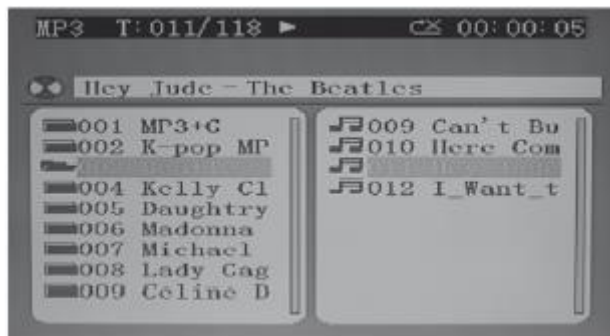 MP3 T:011/118 00:00:05
Hey Jude - The Beatles
001 MP3+G
002 K-pop MP
004 Kelly Cl
005 Daughtry
006 Madonna
007 Michael
008 Lady Gag
009 Celine D
009 Can't Bu
010 Here Com
012 I_Want_t